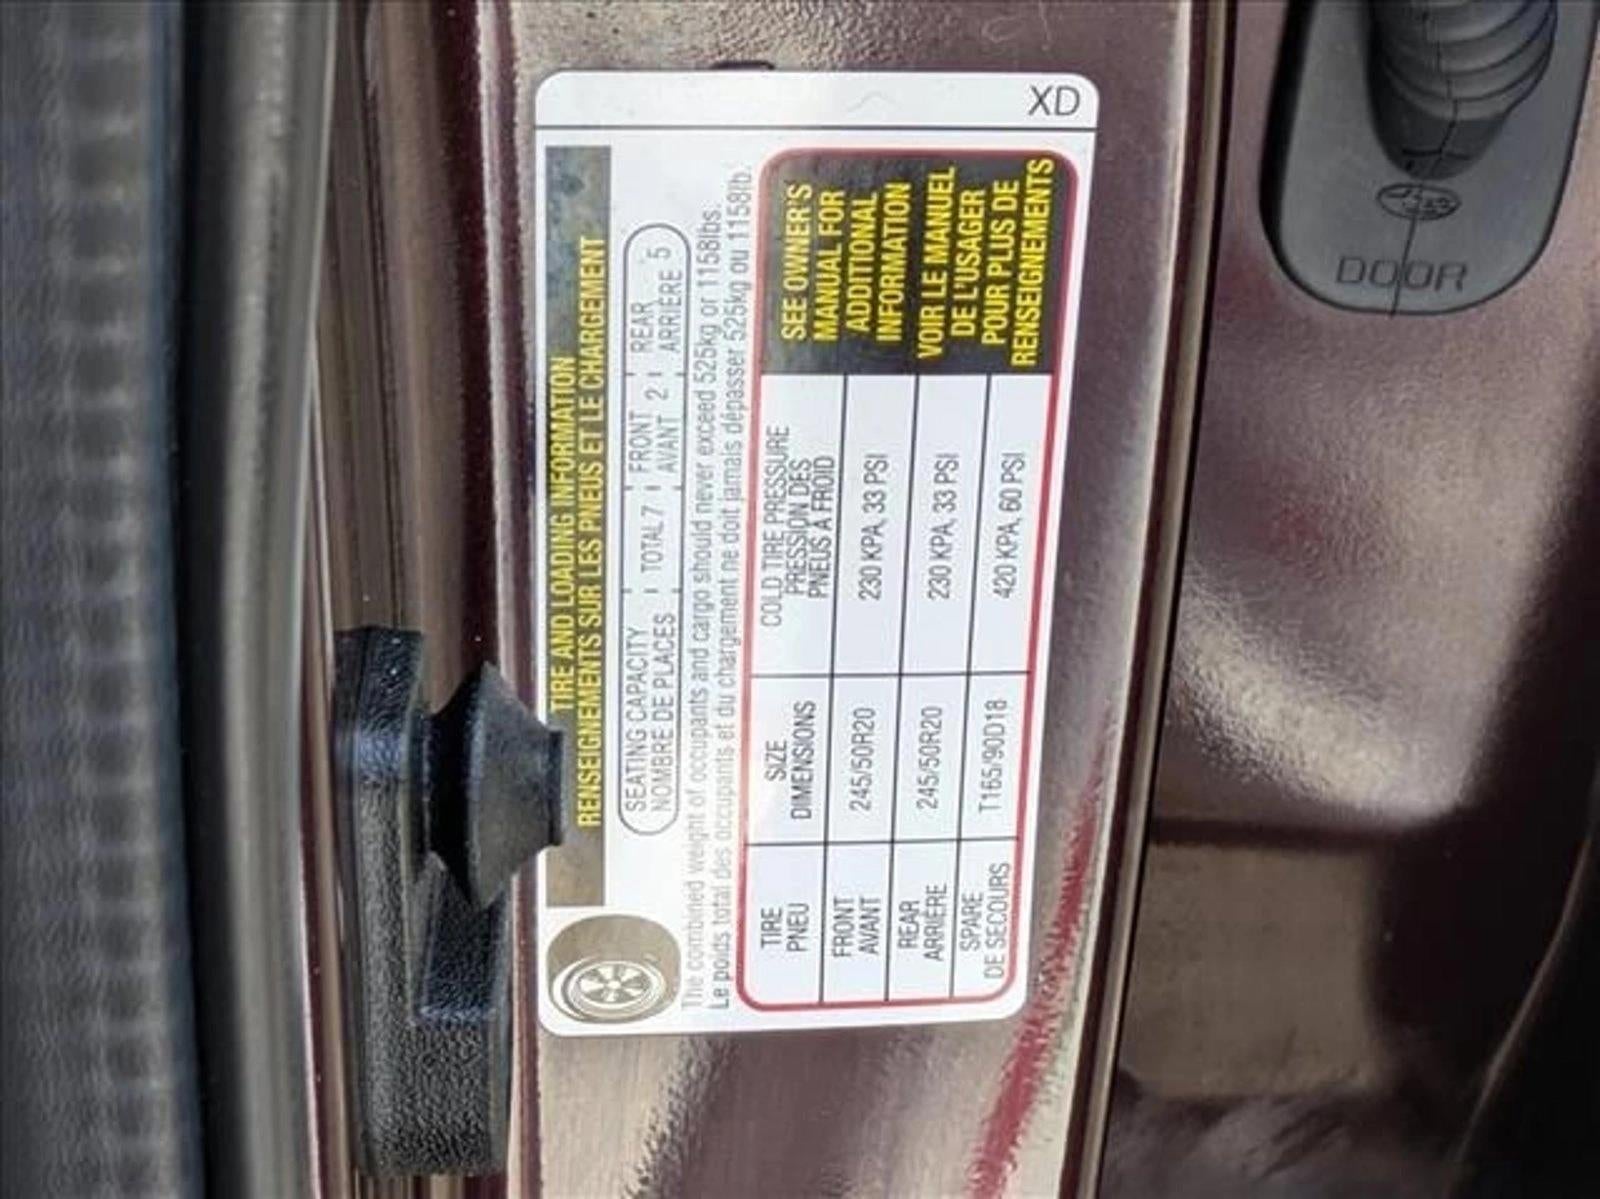 XD
TIRE AND LOADING INFORMATION
RENSEIGNEMENTS SUR LES PNEUS ET LE CHARGEMENT
SEATING CAPACITY TOTAL 7 FRONT 2 REAR 5
NOMBRE DE PLACES AVANT ARRIÈRE
The combined weight of occupants and cargo should never exceed 525kg or 1158lbs.
Le poids total des occupants et du chargement ne doit jamais dépasser 525kg ou 1158lb.
TIRE SIZE COLD TIRE PRESSURE
PNEU DIMENSIONS PRESSION DES
PNEUS A FROID
FRONT 245/50R20 230 KPA, 33 PSI
AVANT
REAR 245/50R20 230 KPA, 33 PSI
ARRIÈRE
SPARE T165/90D18 420 KPA, 60 PSI
DE SECOURS
SEE OWNER'S
MANUAL FOR
ADDITIONAL
INFORMATION
VOIR LE MANUEL
DE L'USAGER
POUR PLUS DE
RENSEIGNEMENTS
DOOR